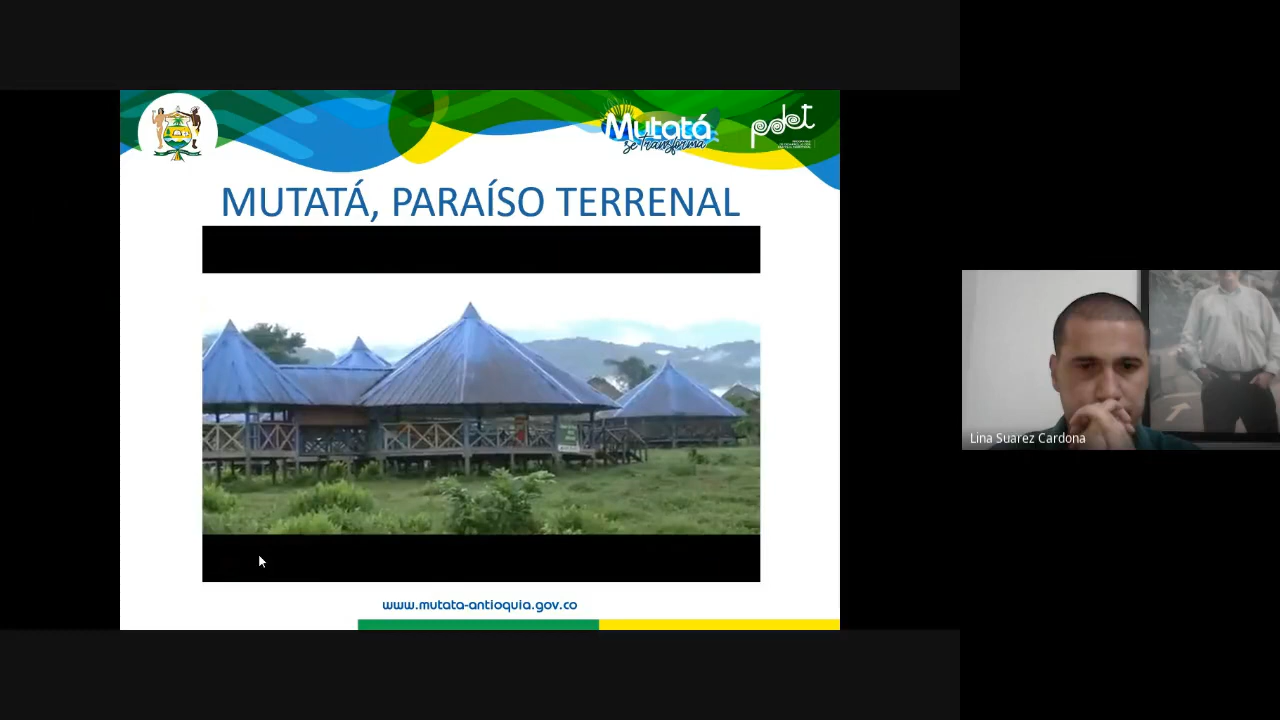 Mutatá
se transforma
pdet
MUTATÁ, PARAÍSO TERRENAL
www.mutata-antioquia.gov.co
Lina Suarez Cardona